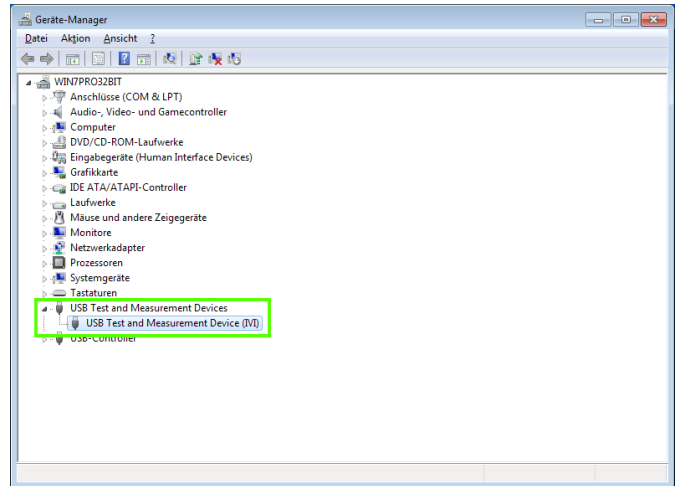 Geräte-Manager
Datei Aktion Ansicht ?
WIN7PRO32BIT
Anschlüsse (COM & LPT)
Audio-, Video- und Gamecontroller
Computer
DVD/CD-ROM-Laufwerke
Eingabegeräte (Human Interface Devices)
Grafikkarte
IDE ATA/ATAPI-Controller
Laufwerke
Mäuse und andere Zeigegeräte
Monitore
Netzwerkadapter
Prozessoren
Systemgeräte
Tastaturen
USB Test and Measurement Devices
USB Test and Measurement Device (IVI)
USB-Controller